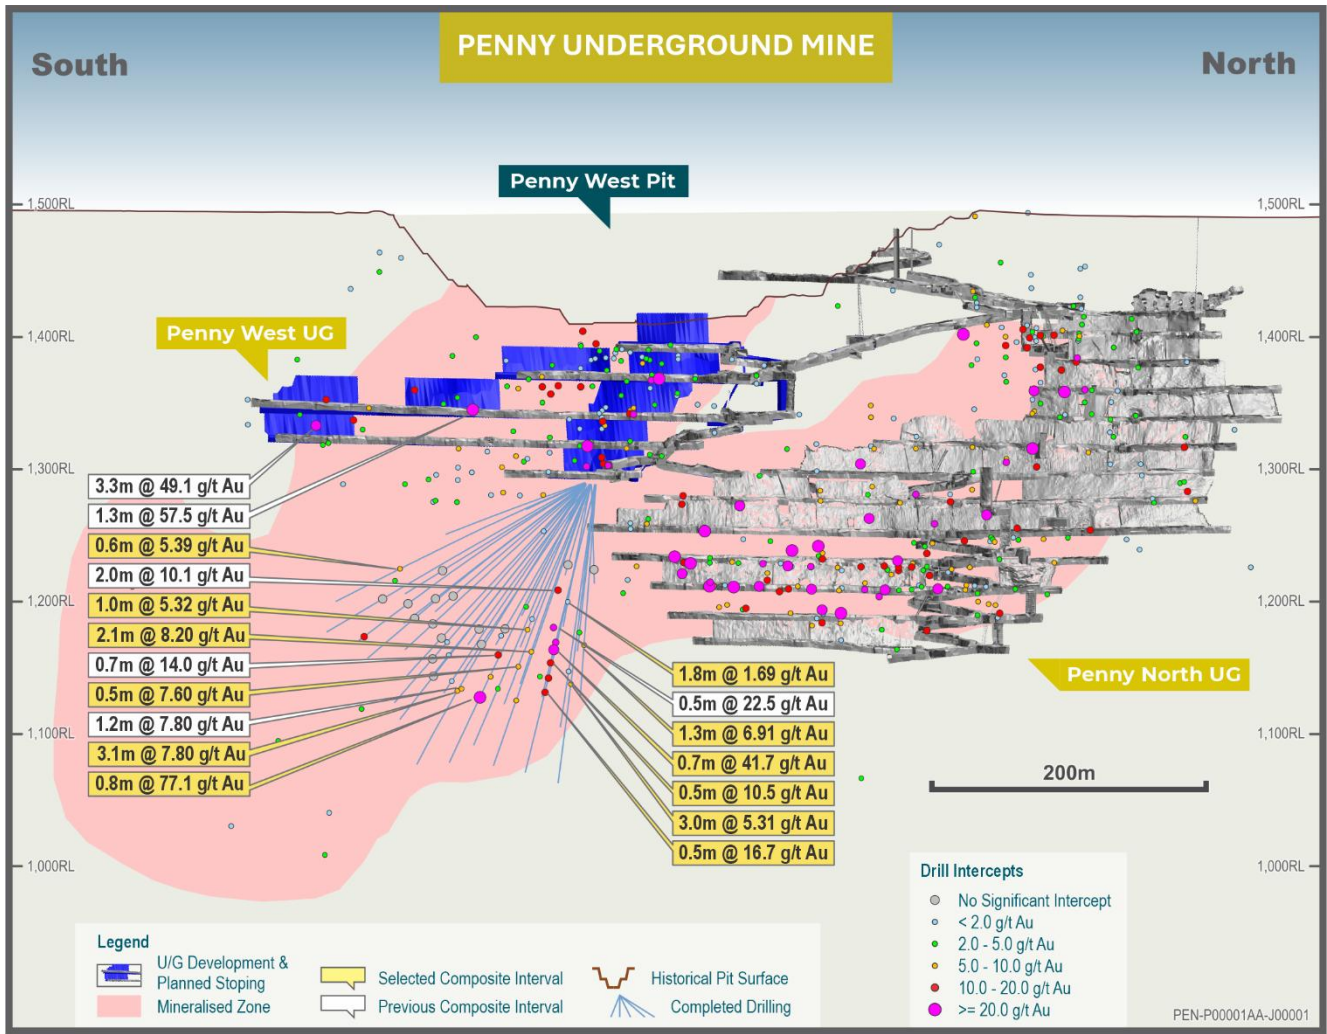 PENNY UNDERGROUND MINE
South
North
Penny West Pit
1,500RL
1,500RL
1,400RL
1,400RL
Penny West UG
1,300RL
1,300RL
3.3m @ 49.1 g/t Au
1.3m @ 57.5 g/t Au
0.6m @ 5.39 g/t Au
2.0m @ 10.1 g/t Au
1.0m @ 5.32 g/t Au
2.1m @ 8.20 g/t Au
0.7m @ 14.0 g/t Au
0.5m @ 7.60 g/t Au
1.2m @ 7.80 g/t Au
3.1m @ 7.80 g/t Au
0.8m @ 77.1 g/t Au
1,200RL
1,200RL
Penny North UG
1.8m @ 1.69 g/t Au
0.5m @ 22.5 g/t Au
1.3m @ 6.91 g/t Au
0.7m @ 41.7 g/t Au
0.5m @ 10.5 g/t Au
3.0m @ 5.31 g/t Au
0.5m @ 16.7 g/t Au
1,100RL
1,100RL
200m
1,000RL
1,000RL
Legend
U/G Development &
Planned Stoping
Mineralised Zone
Selected Composite Interval
Previous Composite Interval
Historical Pit Surface
Completed Drilling
Drill Intercepts
No Significant Intercept
< 2.0 g/t Au
2.0 - 5.0 g/t Au
5.0 - 10.0 g/t Au
10.0 - 20.0 g/t Au
>= 20.0 g/t Au
PEN-P00001AA-J00001